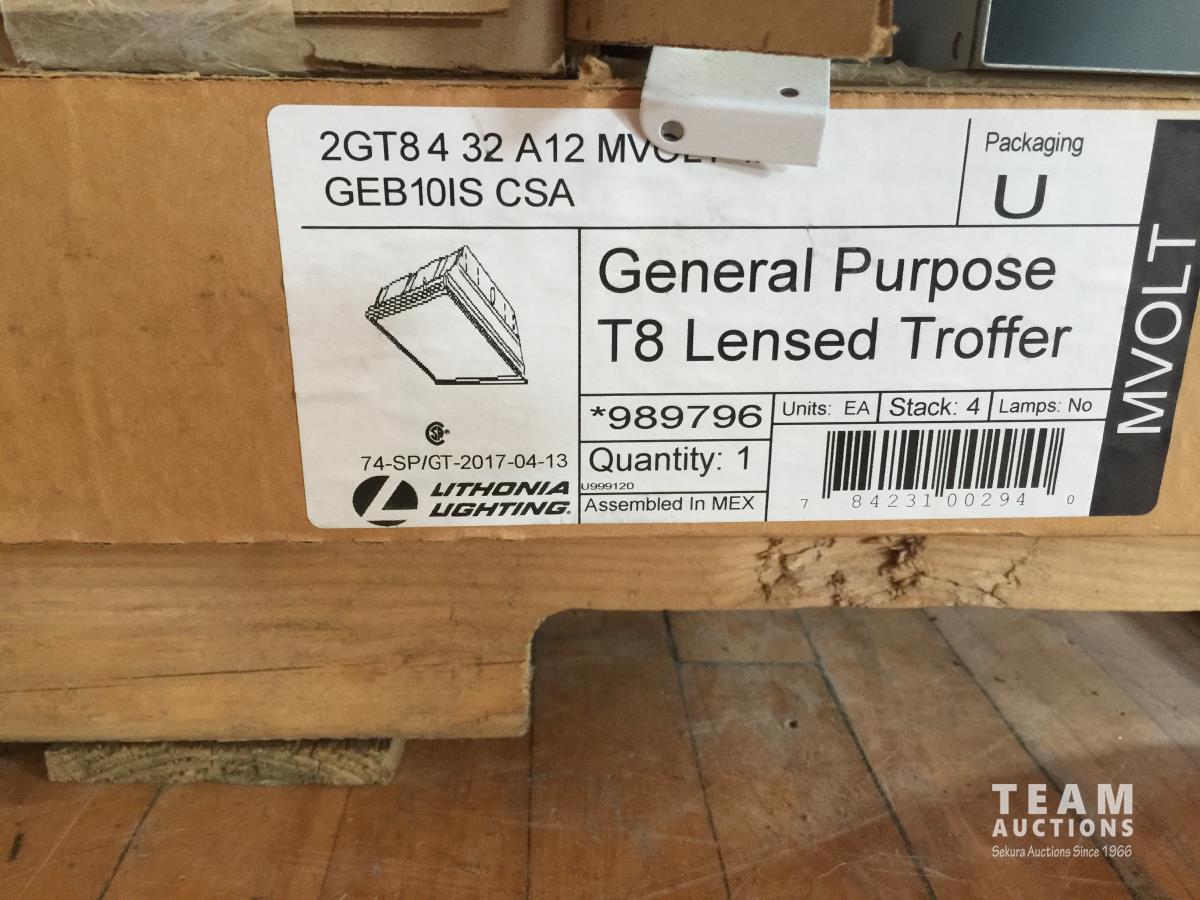 2GT8 4 32 A12
GEB10IS CSA
Packaging
U
General Purpose
T8 Lensed Troffer
MVOLT
*989796
Units: EA
Stack: 4
Lamps: No
74-SP/GT-2017-04-13
Quantity: 1
U999120
Assembled In MEX
LITHONIA
LIGHTING.
7 84231 00294 0
TEAM
AUCTIONS
Sekura Auctions Since 1966